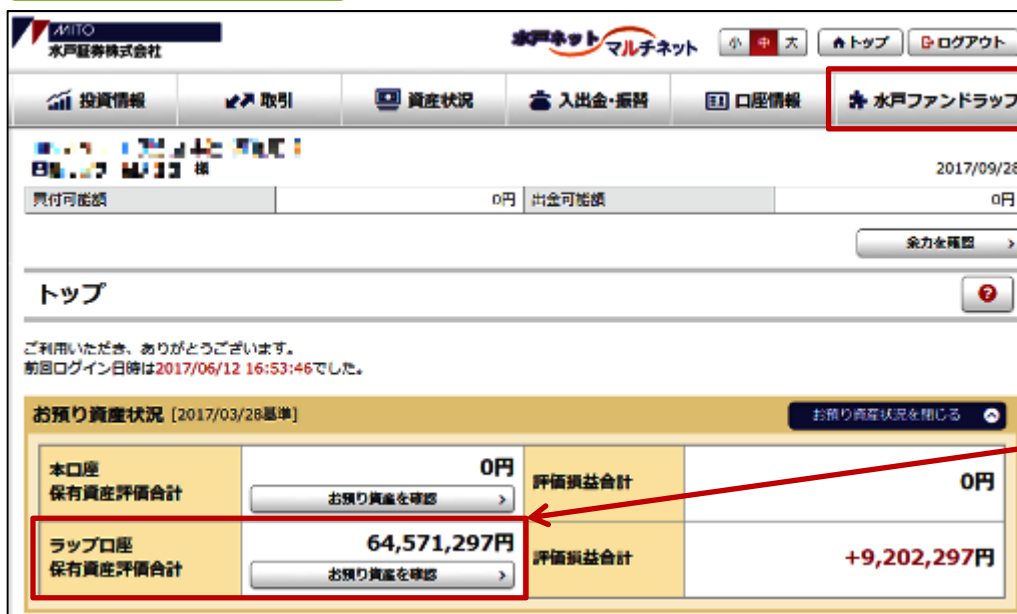 MITO
水戸証券株式会社
水戸ネット マルチネット 小 中 大 トップ ログアウト
投資情報 取引 資産状況 入出金・振替 口座情報 水戸ファンドラップ
様
2017/09/28
買付可能額 0円 出金可能額 0円
余力を確認
トップ
ご利用いただき、ありがとうございます。
前回ログイン日時は2017/06/12 16:53:46でした。
お預り資産状況 [2017/03/28基準] お預り資産状況を閉じる
本口座
保有資産評価合計
0円
お預り資産を確認
評価損益合計 0円
ラップ口座
保有資産評価合計
64,571,297円
お預り資産を確認
評価損益合計 +9,202,297円